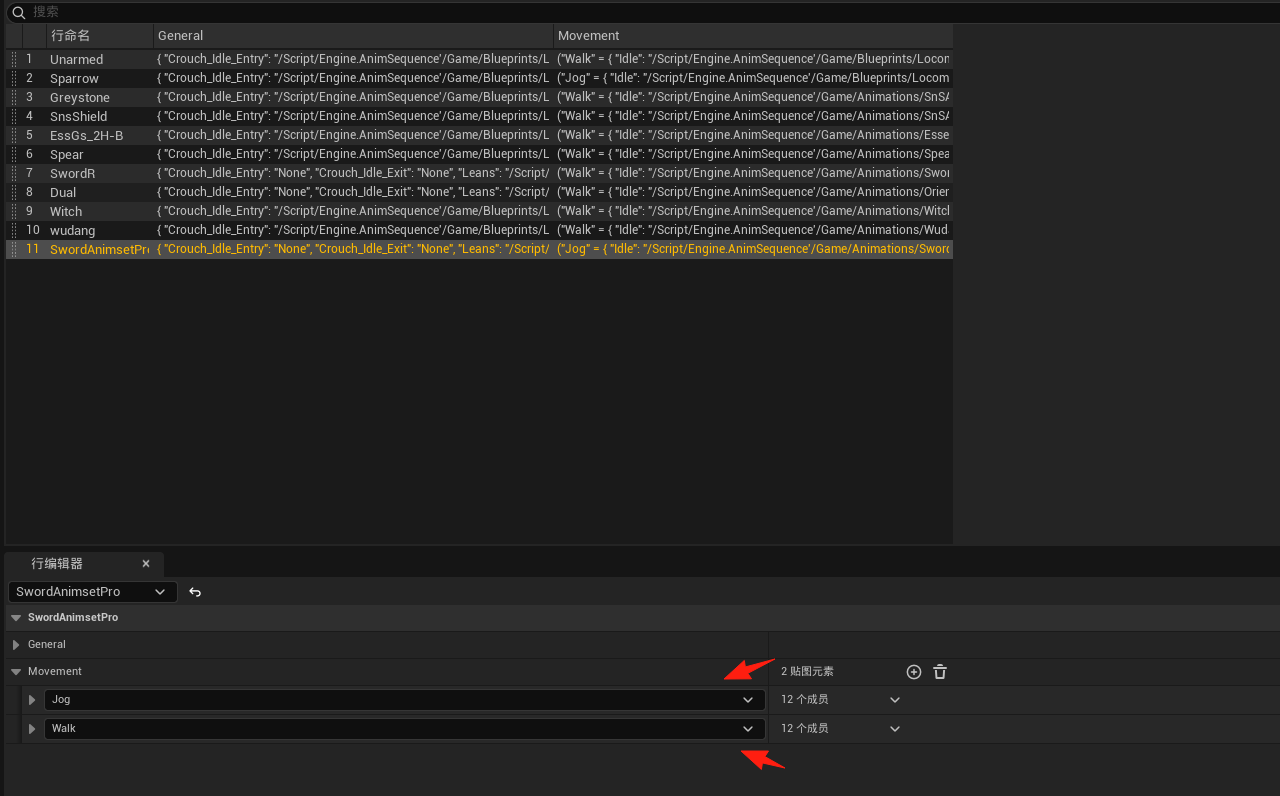 搜索
行命名 General Movement
1 Unarmed { "Crouch_Idle_Entry": "/Script/Engine.AnimSequence'/Game/Blueprints/L ("Walk" = { "Idle": "/Script/Engine.AnimSequence'/Game/Blueprints/Locon
2 Sparrow { "Crouch_Idle_Entry": "/Script/Engine.AnimSequence'/Game/Blueprints/L ("Jog" = { "Idle": "/Script/Engine.AnimSequence'/Game/Blueprints/Locom
3 Greystone { "Crouch_Idle_Entry": "/Script/Engine.AnimSequence'/Game/Blueprints/L ("Walk" = { "Idle": "/Script/Engine.AnimSequence'/Game/Animations/SnSA
4 SnsShield { "Crouch_Idle_Entry": "/Script/Engine.AnimSequence'/Game/Blueprints/L ("Walk" = { "Idle": "/Script/Engine.AnimSequence'/Game/Animations/SnSA
5 EssGs_2H-B { "Crouch_Idle_Entry": "/Script/Engine.AnimSequence'/Game/Blueprints/L ("Walk" = { "Idle": "/Script/Engine.AnimSequence'/Game/Animations/Esse
6 Spear { "Crouch_Idle_Entry": "/Script/Engine.AnimSequence'/Game/Blueprints/L ("Walk" = { "Idle": "/Script/Engine.AnimSequence'/Game/Animations/Spea
7 SwordR { "Crouch_Idle_Entry": "None", "Crouch_Idle_Exit": "None", "Leans": "/Script/ ("Walk" = { "Idle": "/Script/Engine.AnimSequence'/Game/Animations/Swor
8 Dual { "Crouch_Idle_Entry": "None", "Crouch_Idle_Exit": "None", "Leans": "/Script/ ("Walk" = { "Idle": "/Script/Engine.AnimSequence'/Game/Animations/Orien
9 Witch { "Crouch_Idle_Entry": "/Script/Engine.AnimSequence'/Game/Blueprints/L ("Walk" = { "Idle": "/Script/Engine.AnimSequence'/Game/Animations/Witch
10 wudang { "Crouch_Idle_Entry": "/Script/Engine.AnimSequence'/Game/Blueprints/L ("Walk" = { "Idle": "/Script/Engine.AnimSequence'/Game/Animations/Wud
11 SwordAnimsetPro { "Crouch_Idle_Entry": "None", "Crouch_Idle_Exit": "None", "Leans": "/Script/ ("Jog" = { "Idle": "/Script/Engine.AnimSequence'/Game/Animations/Sword
行编辑器
SwordAnimsetPro
SwordAnimsetPro
General
Movement 2 贴图元素
Jog 12 个成员
Walk 12 个成员